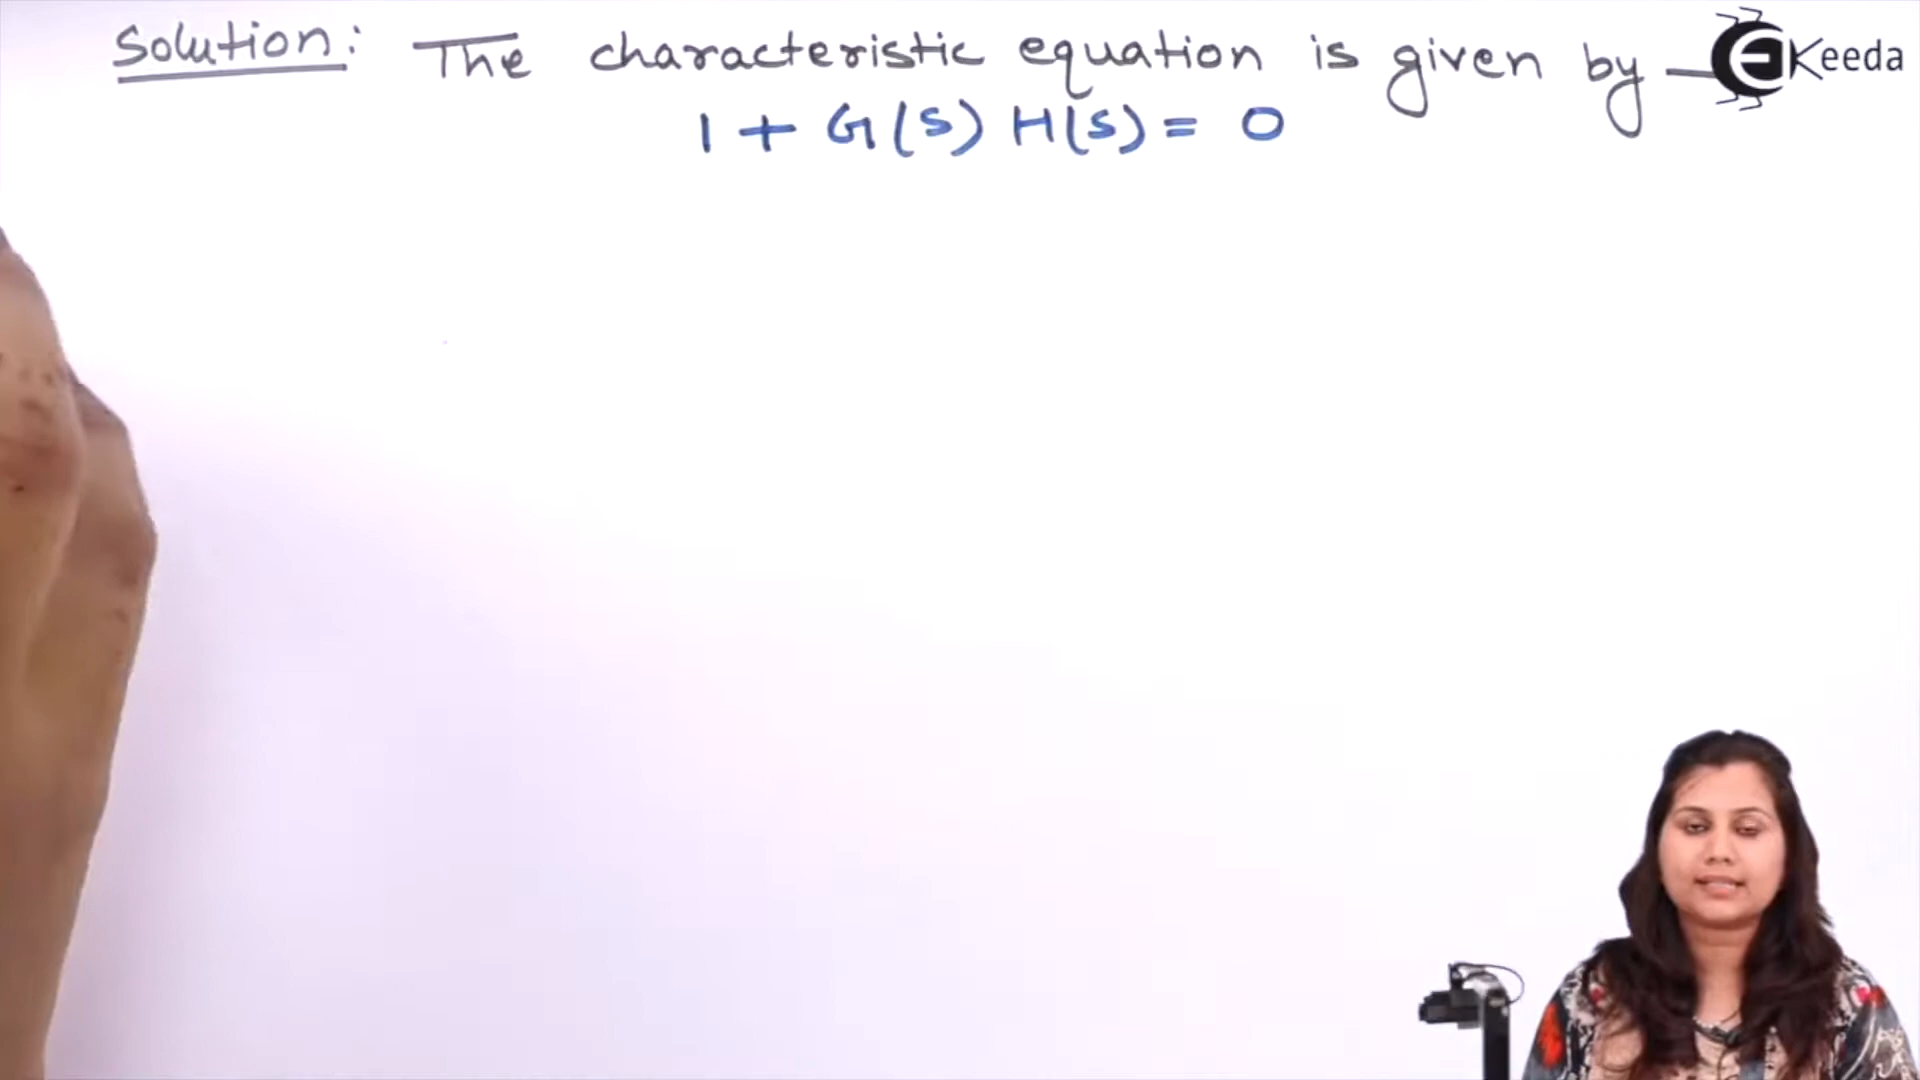 Solution: The characteristic equation is given by — EKeeda
1 + G(s) H(s) = 0